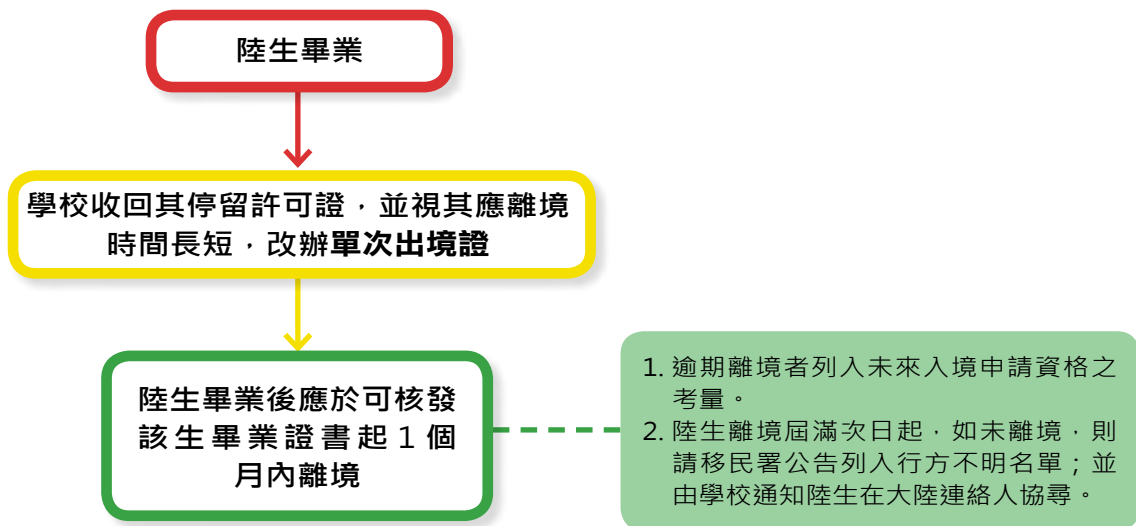 陸生畢業
學校收回其停留許可證，並視其應離境
時間長短，改辦單次出境證
陸生畢業後應於可核發
該生畢業證書起1個
月內離境
1. 逾期離境者列入未來入境申請資格之
考量。
2. 陸生離境屆滿次日起，如未離境，則
請移民署公告列入行方不明名單；並
由學校通知陸生在大陸連絡人協尋。